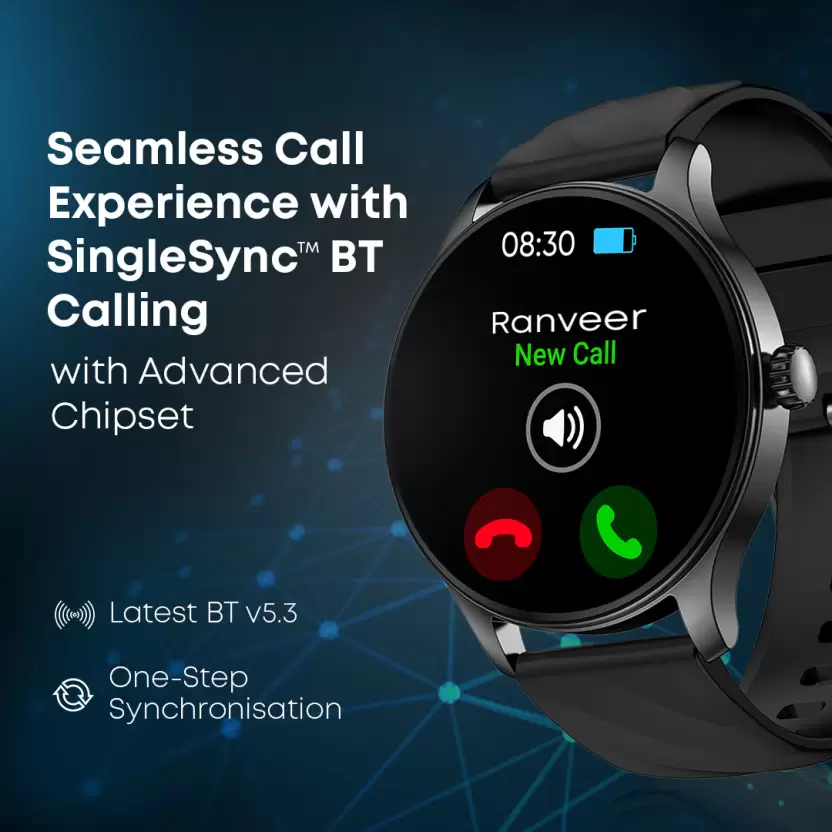 Seamless Call
Experience with
SingleSync™ BT
Calling
with Advanced
Chipset
Latest BT v5.3
One-Step
Synchronisation
08:30
Ranveer
New Call